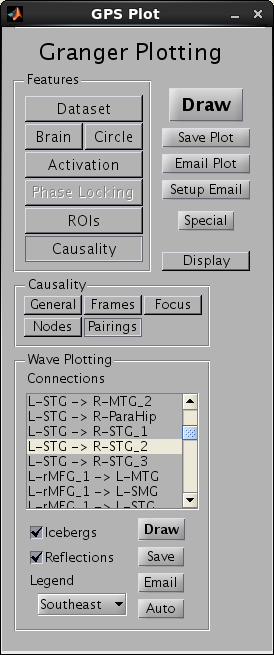 GPS Plot
Granger Plotting
Features
Dataset
Brain Circle
Activation
Phase Locking
ROIs
Causality
Draw
Save Plot
Email Plot
Setup Email
Special
Display
Causality
General Frames Focus
Nodes Pairings
Wave Plotting
Connections
L-STG -> R-MTG_2
L-STG -> R-ParaHip
L-STG -> R-STG_1
L-STG -> R-STG_2
L-STG -> R-STG_3
L-rMFG_1 -> L-MTG
L-rMFG_1 -> L-SMG
L-rMFG_1 -> L-STG
Icebergs
Reflections
Legend
Southeast
Draw
Save
Email
Auto